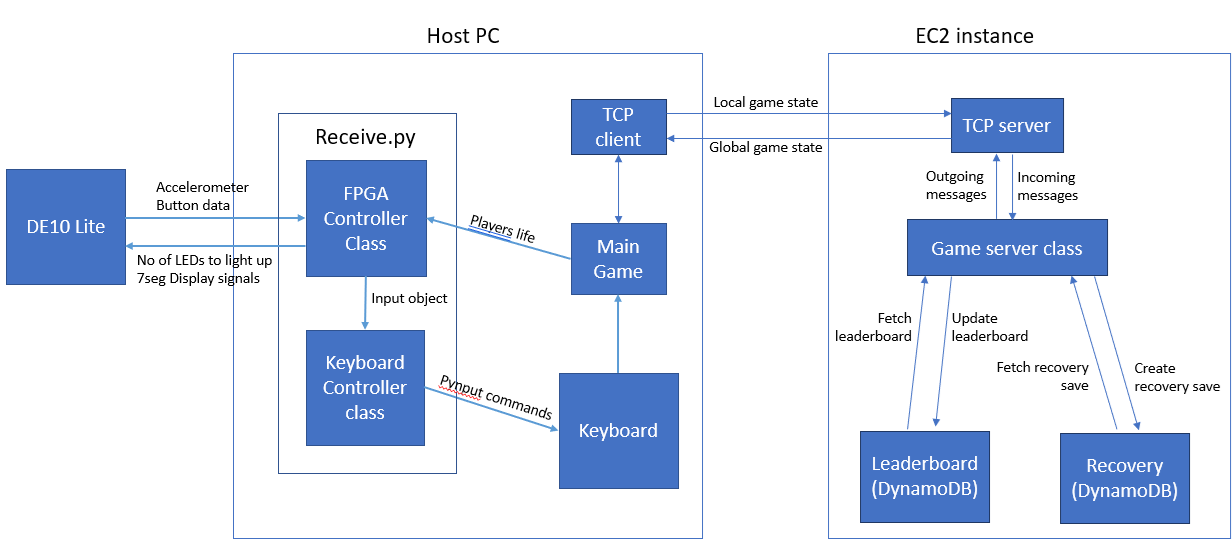 Host PC
EC2 instance
Receive.py
DE10 Lite
Accelerometer
Button data
No of LEDs to light up
7seg Display signals
FPGA
Controller
Class
Input object
Keyboard
Controller
class
Players life
Pynput commands
TCP
client
Main
Game
Keyboard
Local game state
Global game state
TCP server
Outgoing
messages
Incoming
messages
Game server class
Fetch
leaderboard
Update
leaderboard
Fetch recovery
save
Create
recovery save
Leaderboard
(DynamoDB)
Recovery
(DynamoDB)